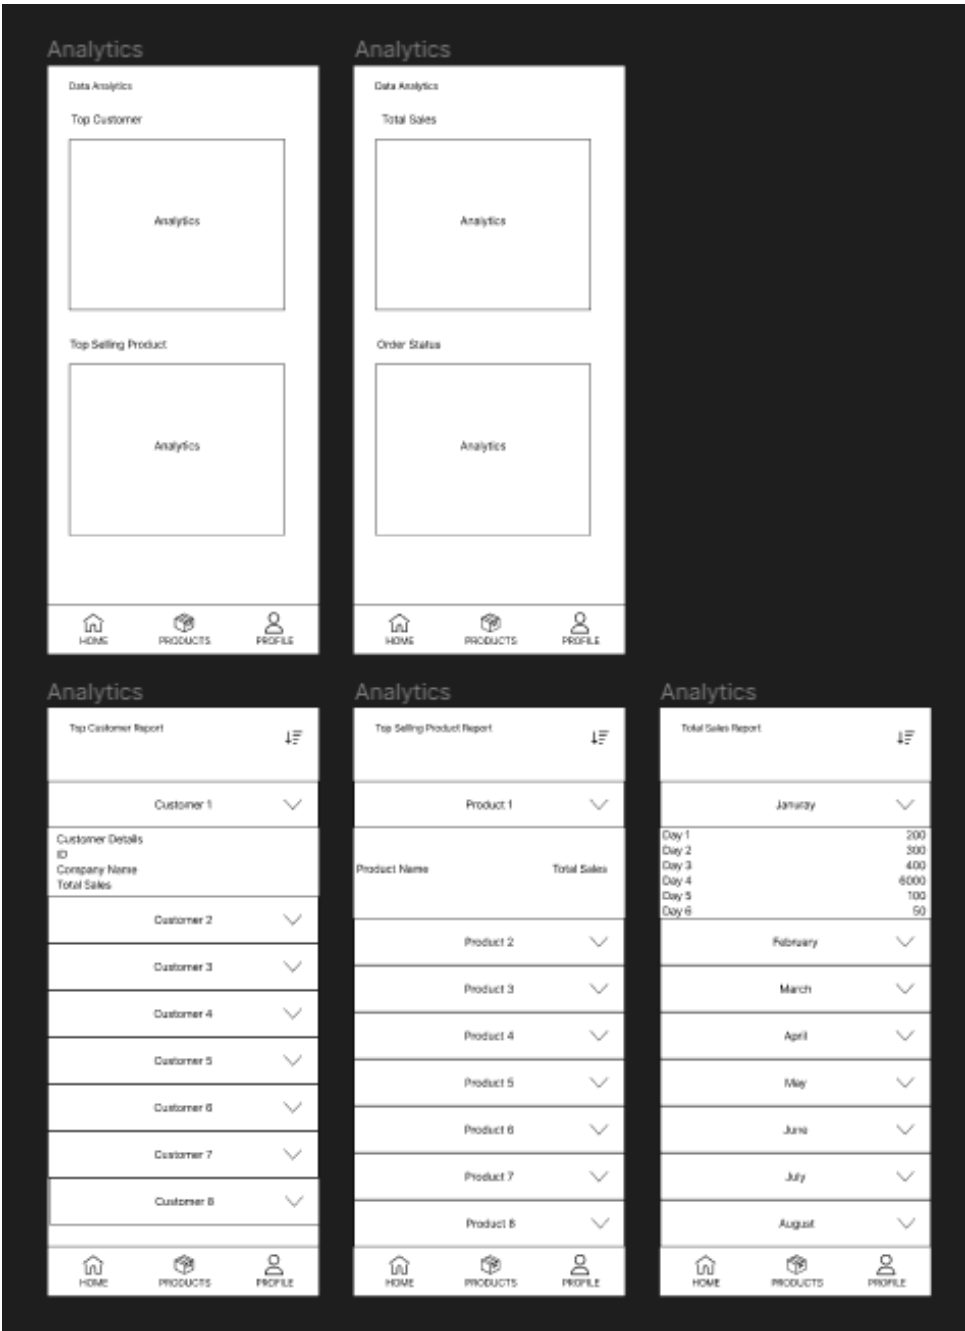 Analytics
Data Analytics
Top Customer
Analytics
Top Selling Product
Analytics
HOME PRODUCTS PROFILE
Analytics
Data Analytics
Total Sales
Analytics
Order Status
Analytics
HOME PRODUCTS PROFILE
Analytics
Top Customer Report
Customer 1
Customer Details
ID
Company Name
Total Sales
Customer 2
Customer 3
Customer 4
Customer 5
Customer 6
Customer 7
Customer 8
HOME PRODUCTS PROFILE
Analytics
Top Selling Product Report
Product 1
Product Name Total Sales
Product 2
Product 3
Product 4
Product 5
Product 6
Product 7
Product 8
HOME PRODUCTS PROFILE
Analytics
Total Sales Report
Januray
Day 1 200
Day 2 300
Day 3 400
Day 4 6000
Day 5 100
Day 6 50
February
March
April
May
June
July
August
HOME PRODUCTS PROFILE